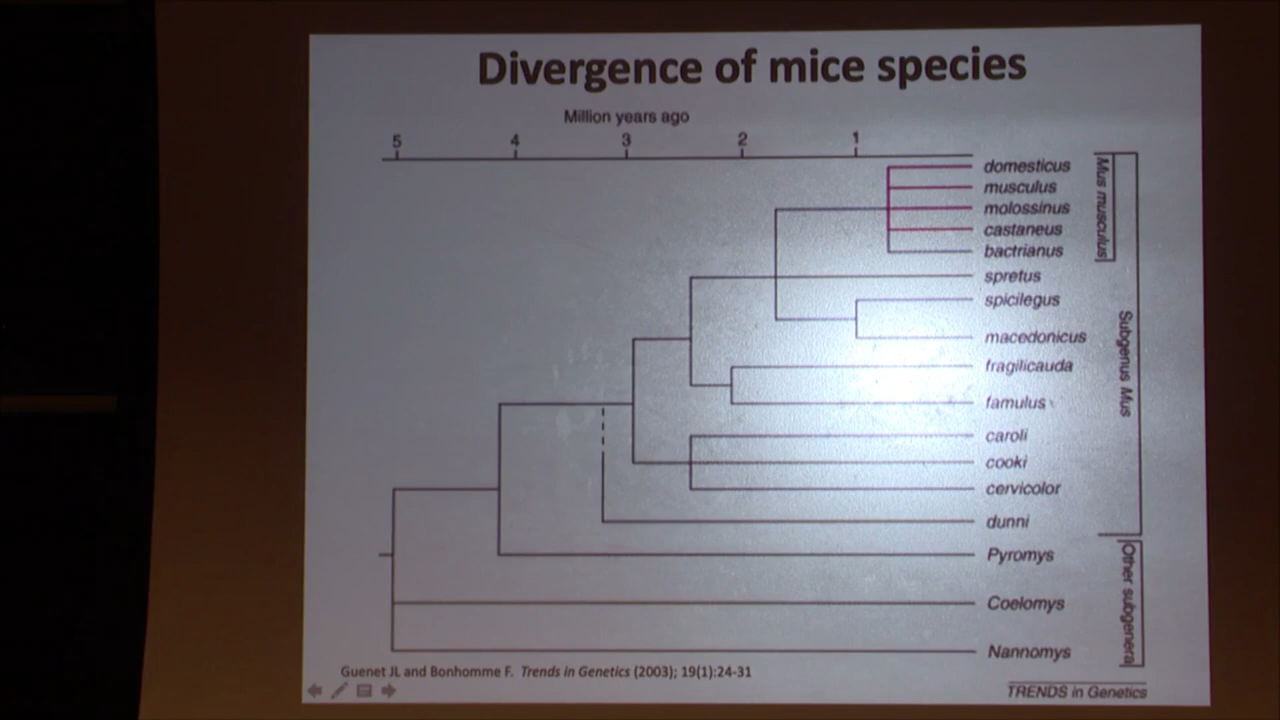 Divergence of mice species
Million years ago
5 4 3 2 1
domesticus
musculus
molossinus
castaneus
bactrianus
Mus musculus
spretus
spicilegus
macedonicus
fragilicauda
famulus
caroli
cooki
cervicolor
dunni
Subgenus Mus
Pyromys
Coelomys
Nannomys
Other subgenera
Guenet JL and Bonhomme F. Trends in Genetics (2003); 19(1):24-31
TRENDS in Genetics